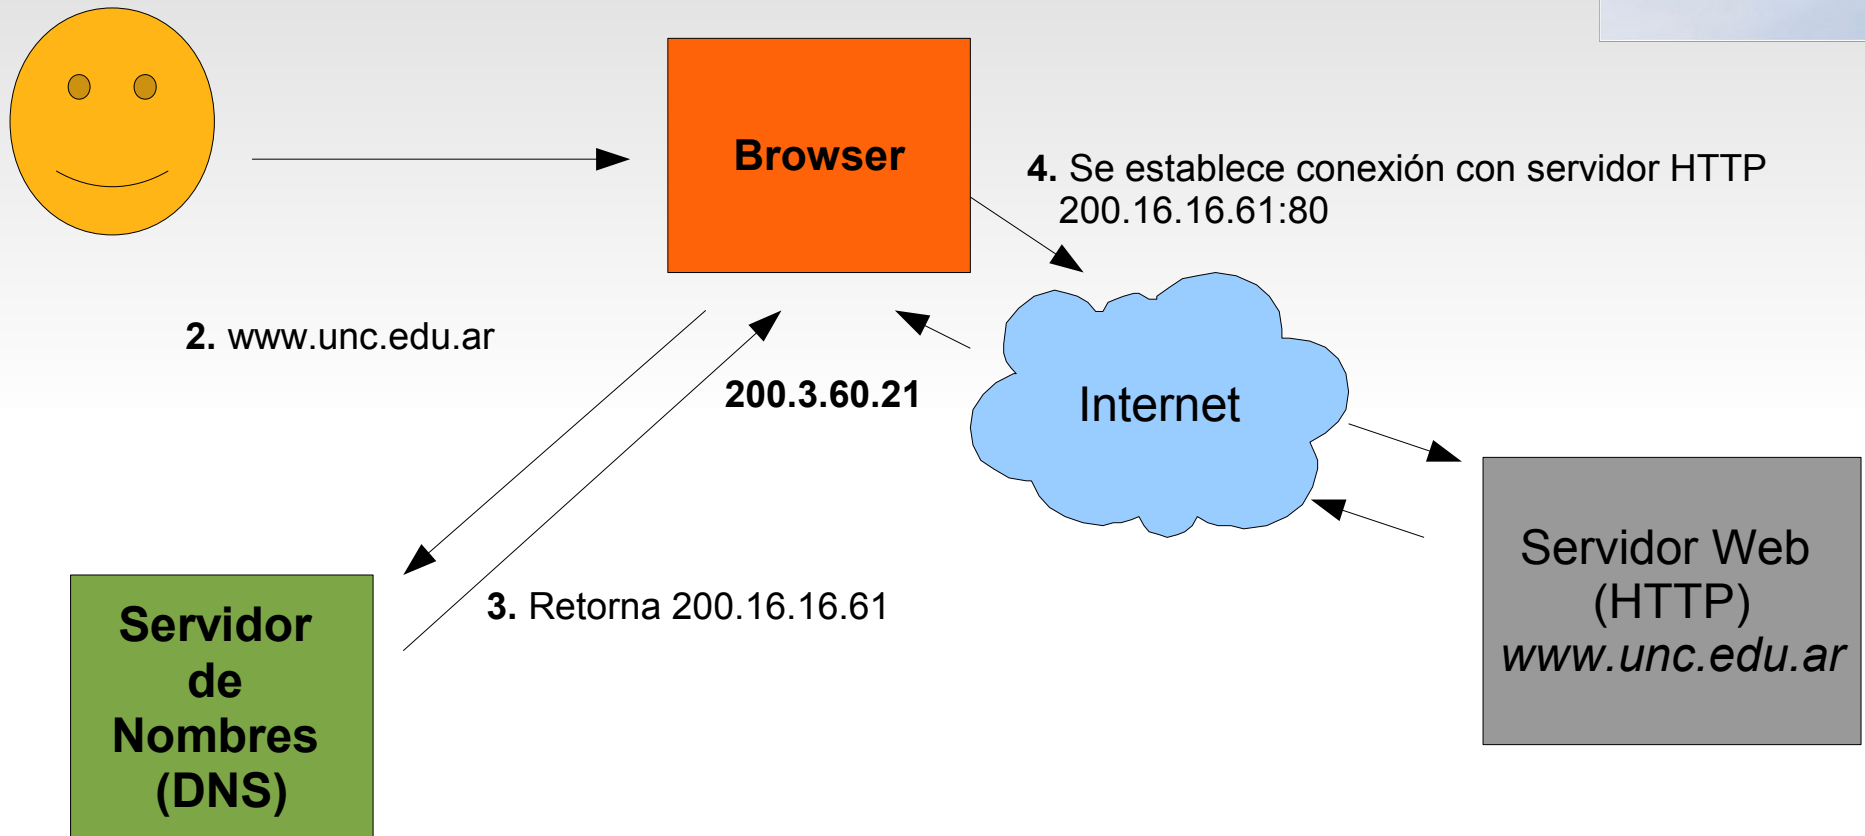 Browser
4. Se establece conexión con servidor HTTP
200.16.16.61:80
2. www.unc.edu.ar
200.3.60.21
Internet
3. Retorna 200.16.16.61
Servidor
de
Nombres
(DNS)
Servidor Web
(HTTP)
www.unc.edu.ar